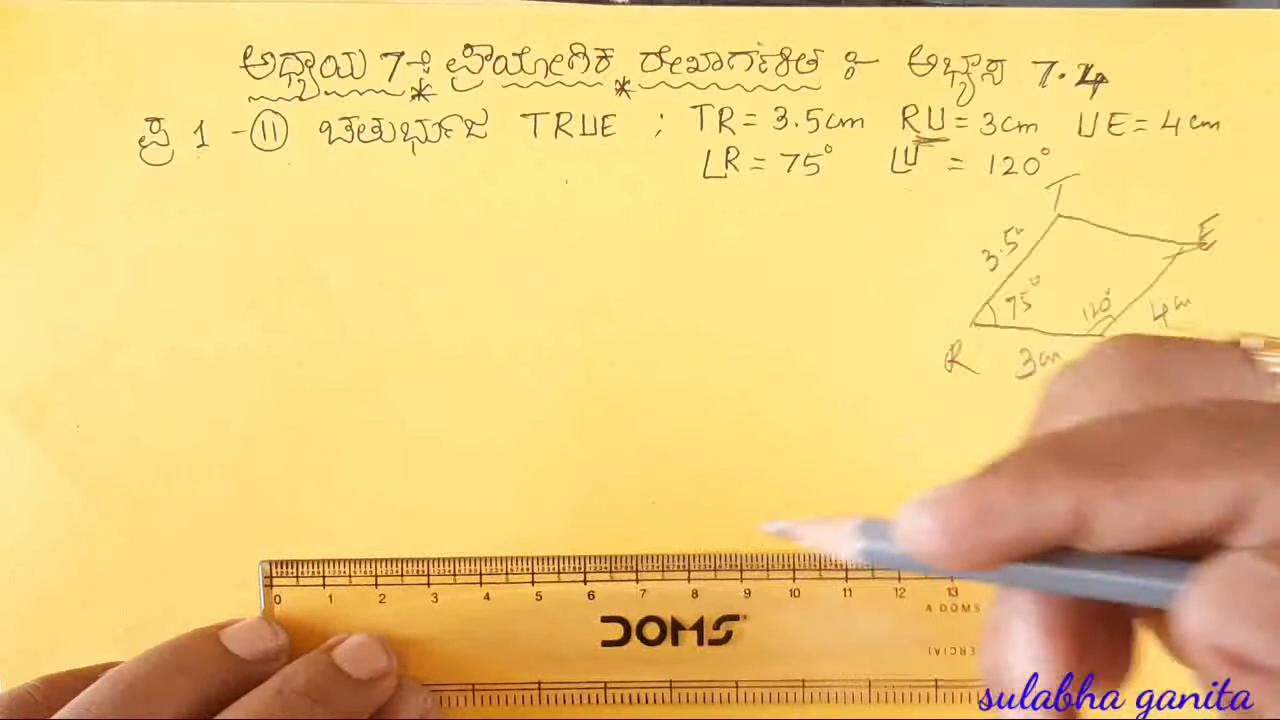 ಅಧ್ಯಾಯ 7 :- ಪ್ರಾಯೋಗಿಕ ರೇಖಾಗಣಿತ :- ಅಭ್ಯಾಸ 7.4
ಪ್ರ 1 - (II) ಚತುರ್ಭುಜ TRUE ; TR = 3.5cm RU = 3cm UE = 4cm
∠R = 75° ∠U = 120°
T
E
3.5
75°
120°
4cm
R
3cm
0 1 2 3 4 5 6 7 8 9 10 11 12 13
A DOMS
DOMS
ERCIAL
sulabha ganita